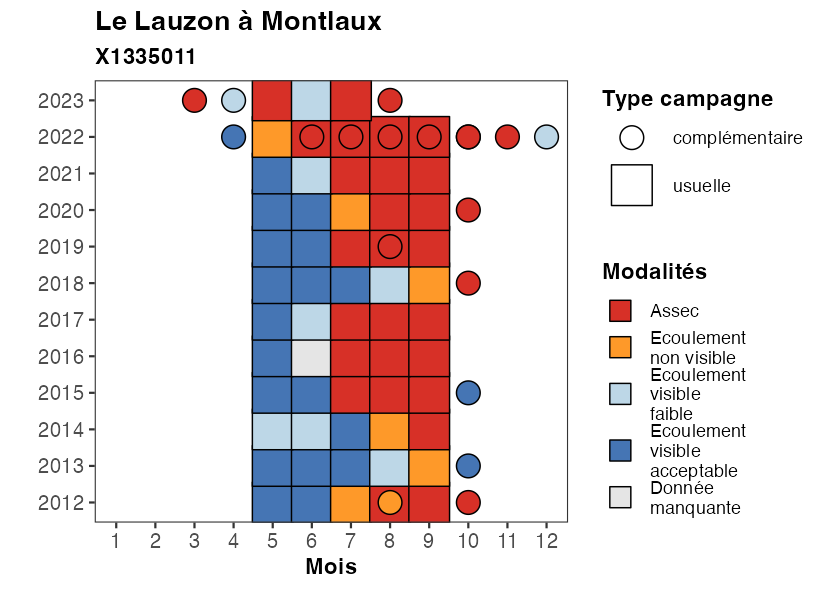 Le Lauzon à Montlaux
X1335011
2023
2022
2021
2020
2019
2018
2017
2016
2015
2014
2013
2012
1 2 3 4 5 6 7 8 9 10 11 12
Mois
Type campagne
complémentaire
usuelle
Modalités
Assec
Ecoulement
non visible
Ecoulement
visible
faible
Ecoulement
visible
acceptable
Donnée
manquante